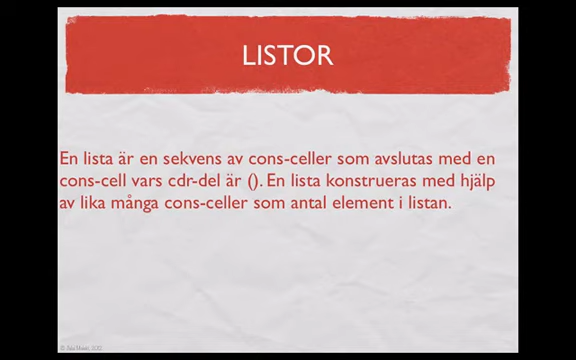 LISTOR
En lista är en sekvens av cons-celler som avslutas med en
cons-cell vars cdr-del är (). En lista konstrueras med hjälp
av lika många cons-celler som antal element i listan.